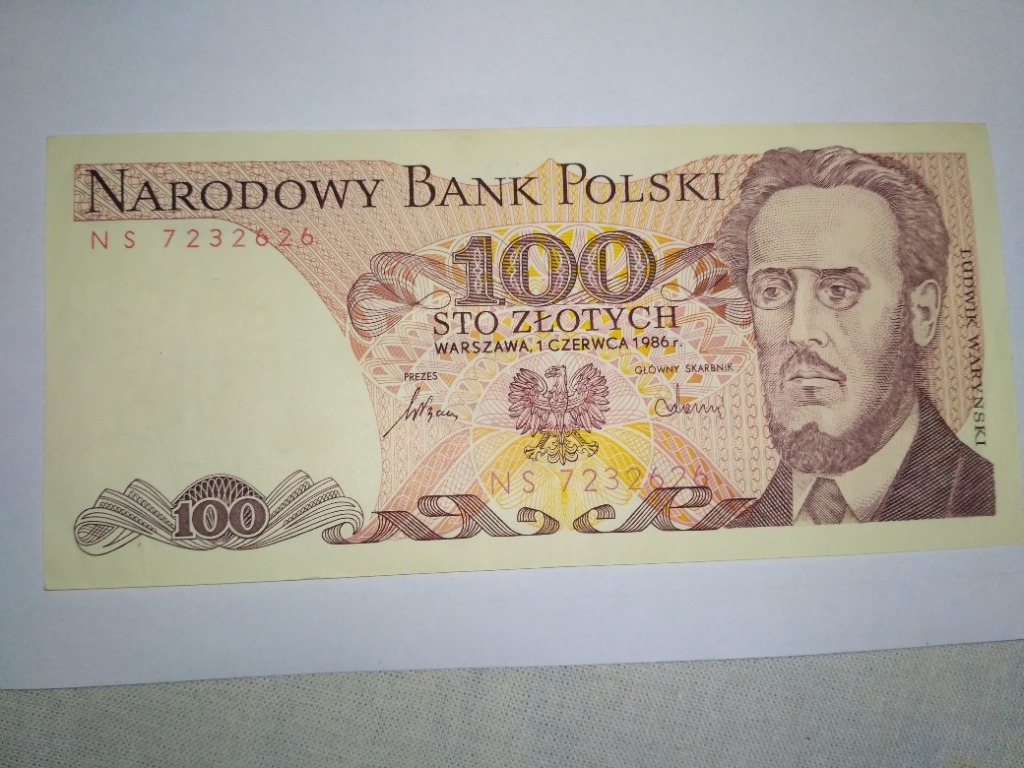 NARODOWY BANK POLSKI
NS 7232626
100
STO ZŁOTYCH
WARSZAWA, 1 CZERWCA 1986 r.
PREZES
GŁÓWNY SKARBNIK
NS 7232626
100
LUDWIK WARYŃSKI